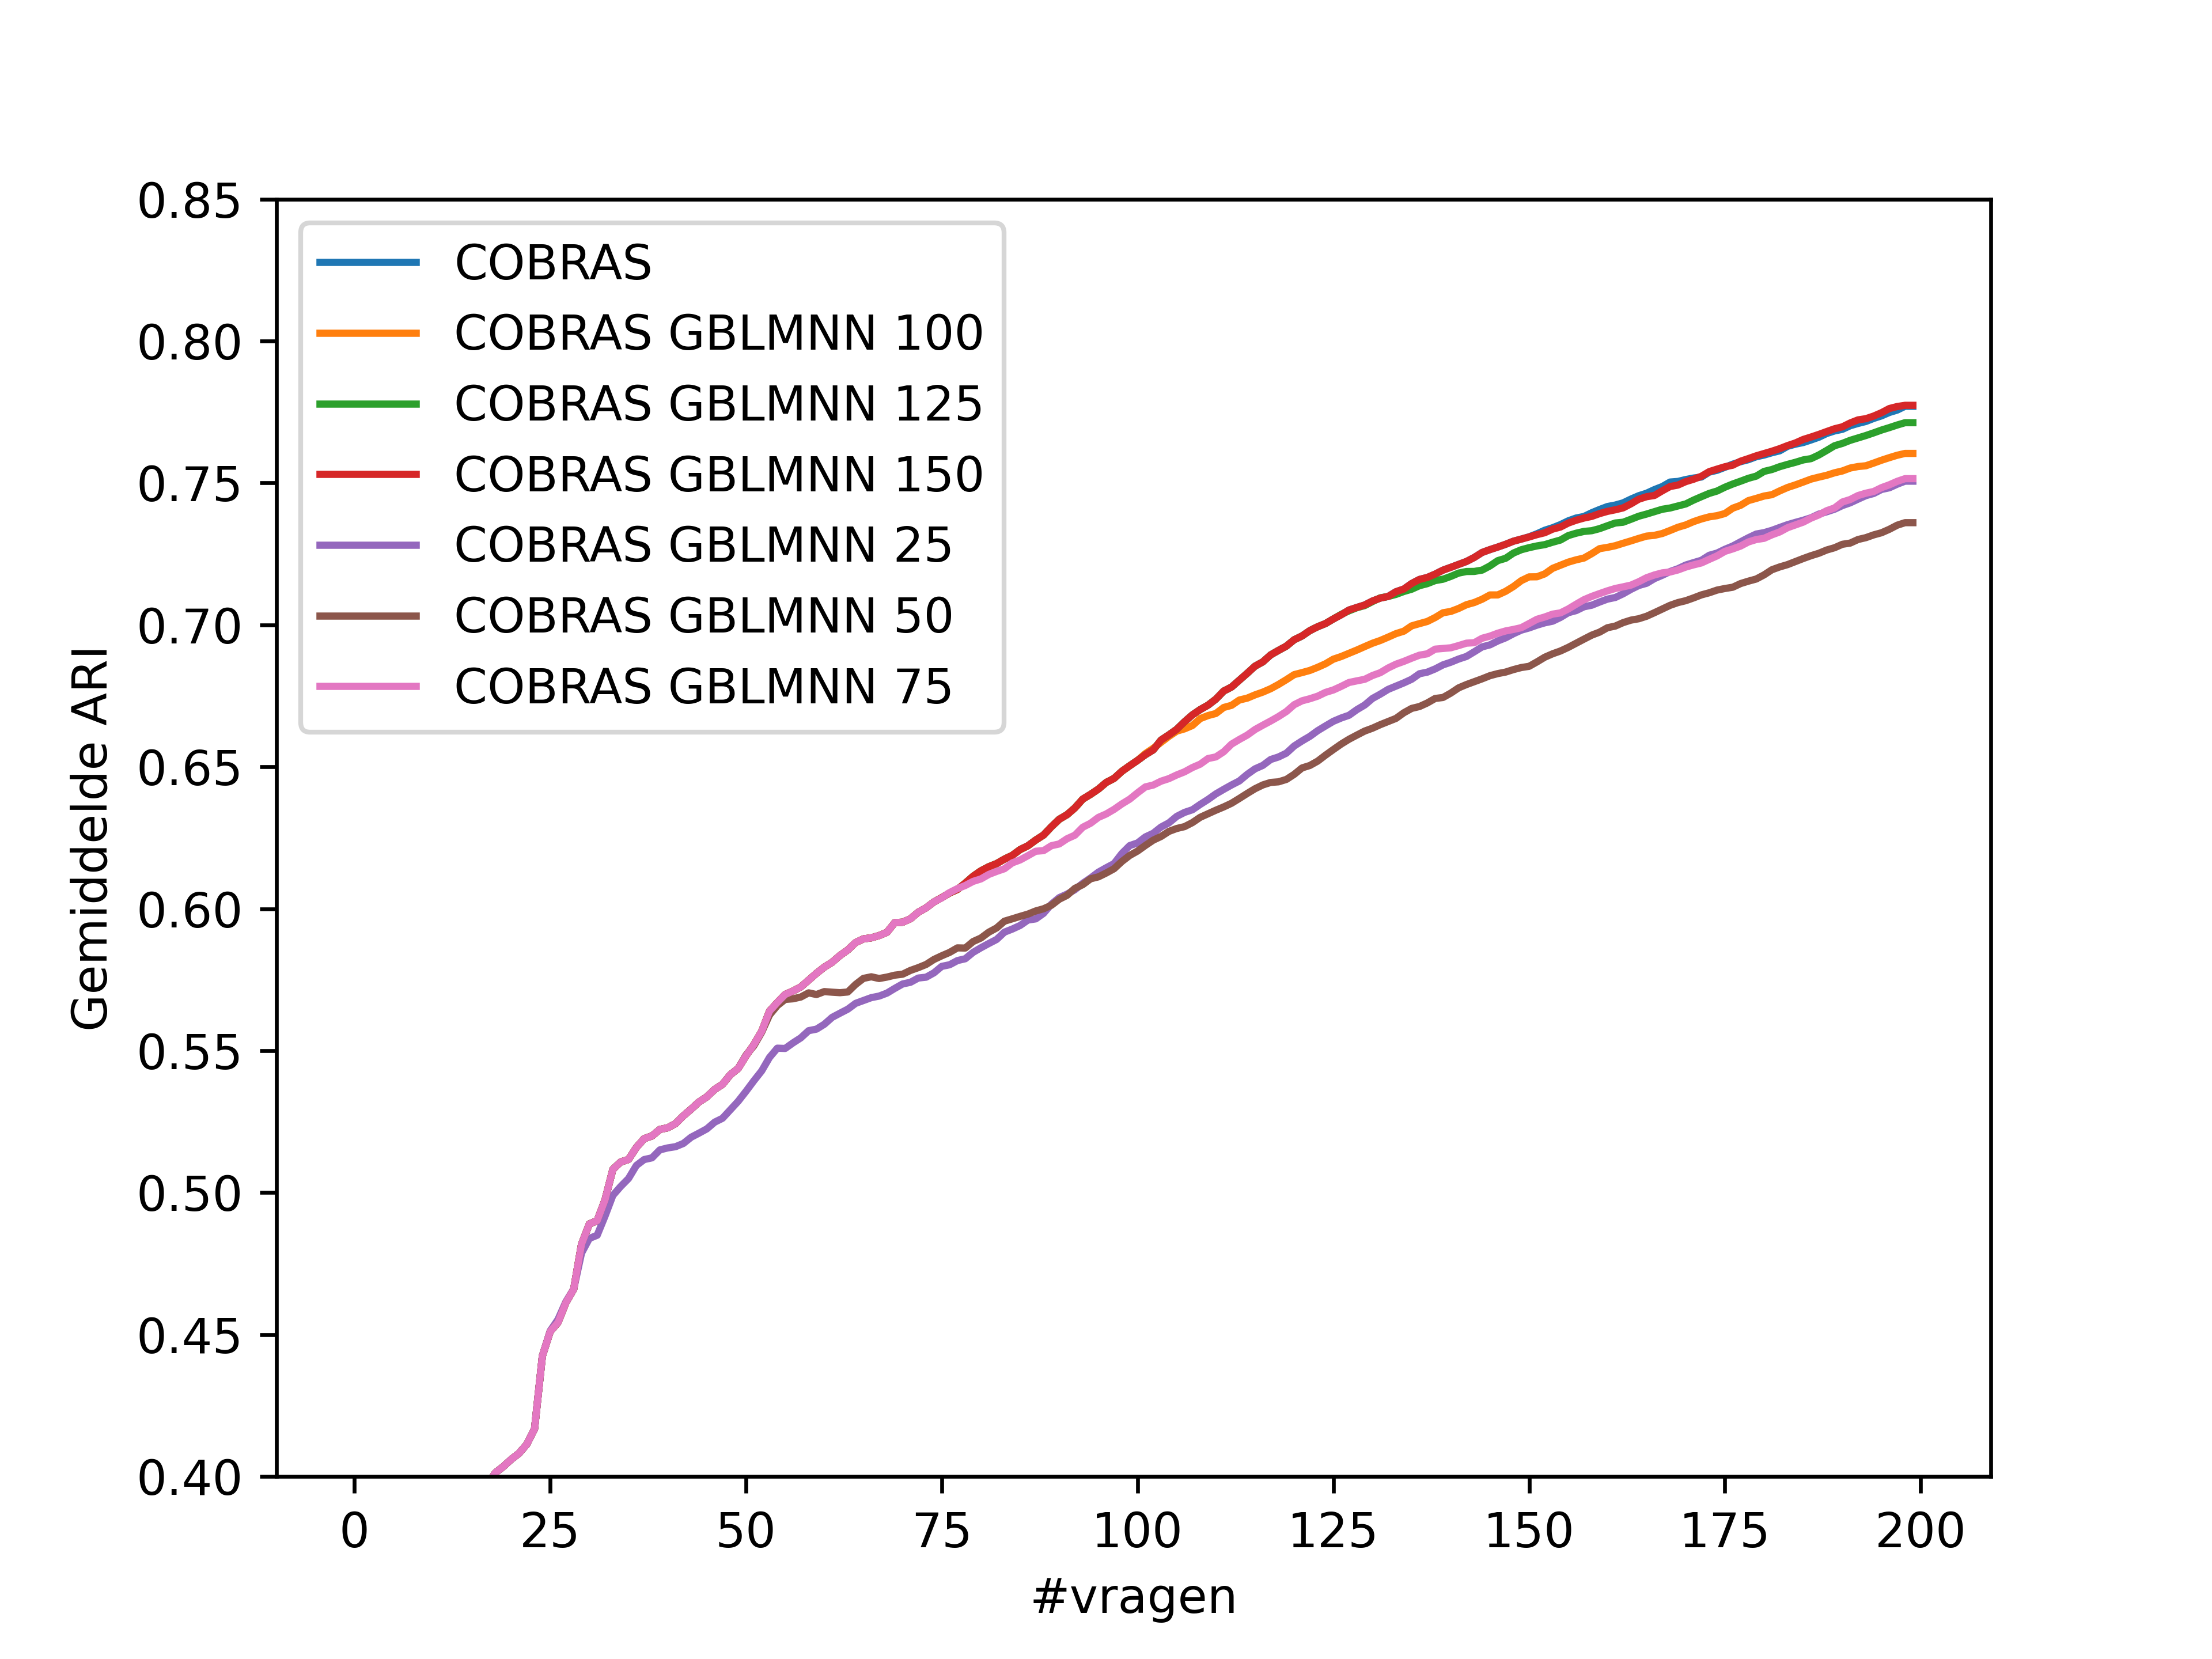 0.85
0.80
0.75
0.70
0.65
0.60
0.55
0.50
0.45
0.40
Gemiddelde ARI
COBRAS
COBRAS GBLMNN 100
COBRAS GBLMNN 125
COBRAS GBLMNN 150
COBRAS GBLMNN 25
COBRAS GBLMNN 50
COBRAS GBLMNN 75
0 25 50 75 100 125 150 175 200
#vragen